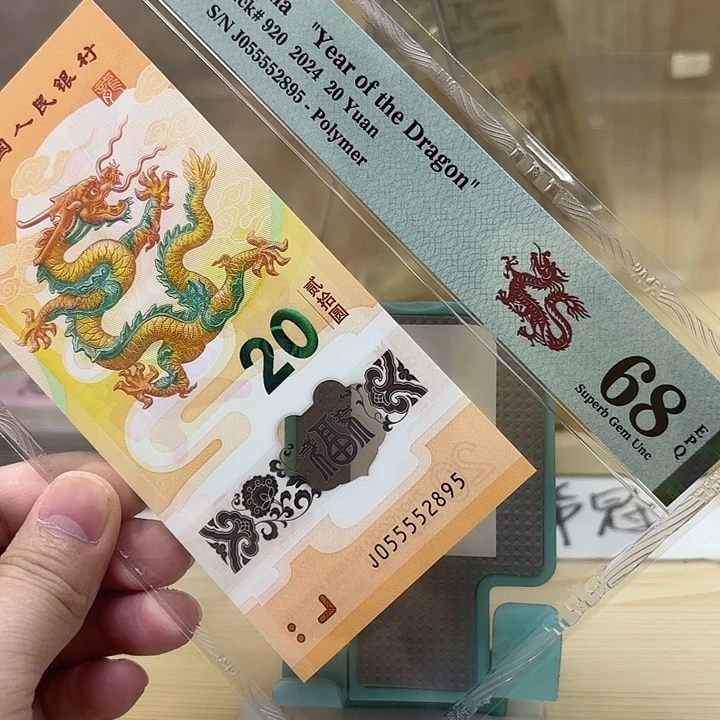 "Year of the Dragon"
920 2024 20 Yuan
S/N J055552895 - Polymer
68
EPQ
Superb Gem Unc
国人民银行
贰拾圆
20
福
J055552895